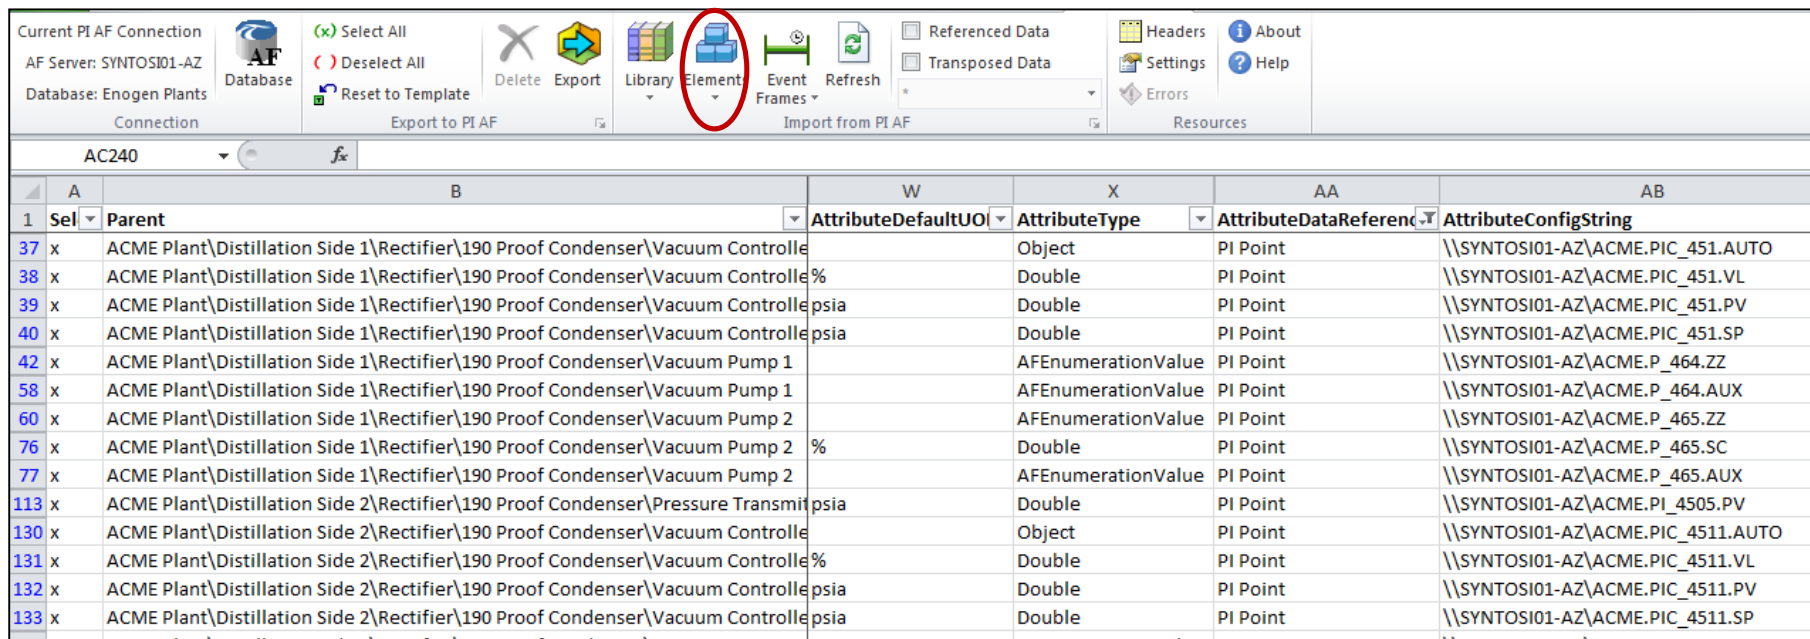 Current PI AF Connection
AF Server: SYNTOSI01-AZ
Database: Enogen Plants
AF
Database
Connection
(x) Select All
( ) Deselect All
Reset to Template
Delete
Export
Export to PI AF
Library
Elements
Event
Frames
Refresh
Referenced Data
Transposed Data
*
Import from PI AF
Headers
Settings
Errors
About
Help
Resources
AC240
fx
A B W X AA AB
1 Sel Parent AttributeDefaultUO AttributeType AttributeDataReferenc AttributeConfigString
37 x ACME Plant\Distillation Side 1\Rectifier\190 Proof Condenser\Vacuum Controlle Object PI Point \\SYNTOSI01-AZ\ACME.PIC_451.AUTO
38 x ACME Plant\Distillation Side 1\Rectifier\190 Proof Condenser\Vacuum Controlle % Double PI Point \\SYNTOSI01-AZ\ACME.PIC_451.VL
39 x ACME Plant\Distillation Side 1\Rectifier\190 Proof Condenser\Vacuum Controlle psia Double PI Point \\SYNTOSI01-AZ\ACME.PIC_451.PV
40 x ACME Plant\Distillation Side 1\Rectifier\190 Proof Condenser\Vacuum Controlle psia Double PI Point \\SYNTOSI01-AZ\ACME.PIC_451.SP
42 x ACME Plant\Distillation Side 1\Rectifier\190 Proof Condenser\Vacuum Pump 1 AFEnumerationValue PI Point \\SYNTOSI01-AZ\ACME.P_464.ZZ
58 x ACME Plant\Distillation Side 1\Rectifier\190 Proof Condenser\Vacuum Pump 1 AFEnumerationValue PI Point \\SYNTOSI01-AZ\ACME.P_464.AUX
60 x ACME Plant\Distillation Side 1\Rectifier\190 Proof Condenser\Vacuum Pump 2 AFEnumerationValue PI Point \\SYNTOSI01-AZ\ACME.P_465.ZZ
76 x ACME Plant\Distillation Side 1\Rectifier\190 Proof Condenser\Vacuum Pump 2 % Double PI Point \\SYNTOSI01-AZ\ACME.P_465.SC
77 x ACME Plant\Distillation Side 1\Rectifier\190 Proof Condenser\Vacuum Pump 2 AFEnumerationValue PI Point \\SYNTOSI01-AZ\ACME.P_465.AUX
113 x ACME Plant\Distillation Side 2\Rectifier\190 Proof Condenser\Pressure Transmit psia Double PI Point \\SYNTOSI01-AZ\ACME.PI_4505.PV
130 x ACME Plant\Distillation Side 2\Rectifier\190 Proof Condenser\Vacuum Controlle Object PI Point \\SYNTOSI01-AZ\ACME.PIC_4511.AUTO
131 x ACME Plant\Distillation Side 2\Rectifier\190 Proof Condenser\Vacuum Controlle % Double PI Point \\SYNTOSI01-AZ\ACME.PIC_4511.VL
132 x ACME Plant\Distillation Side 2\Rectifier\190 Proof Condenser\Vacuum Controlle psia Double PI Point \\SYNTOSI01-AZ\ACME.PIC_4511.PV
133 x ACME Plant\Distillation Side 2\Rectifier\190 Proof Condenser\Vacuum Controlle psia Double PI Point \\SYNTOSI01-AZ\ACME.PIC_4511.SP